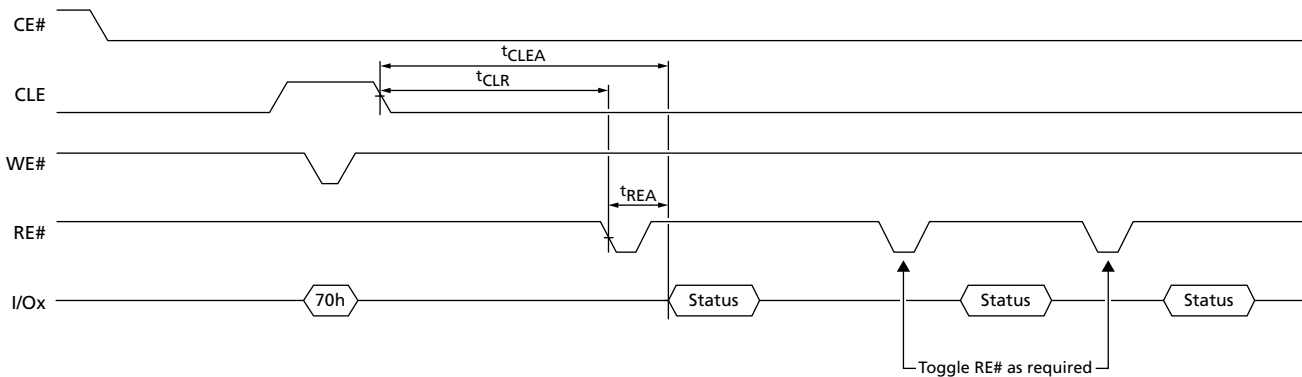 CE#
tCLEA
tCLR
CLE
WE#
tREA
RE#
I/Ox
70h
Status
Status
Status
Toggle RE# as required